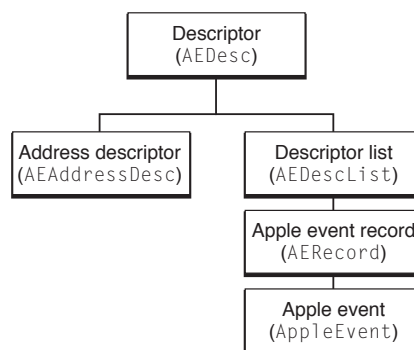 Descriptor
(AEDesc)
Address descriptor
(AEAddressDesc)
Descriptor list
(AEDescList)
Apple event record
(AERecord)
Apple event
(AppleEvent)